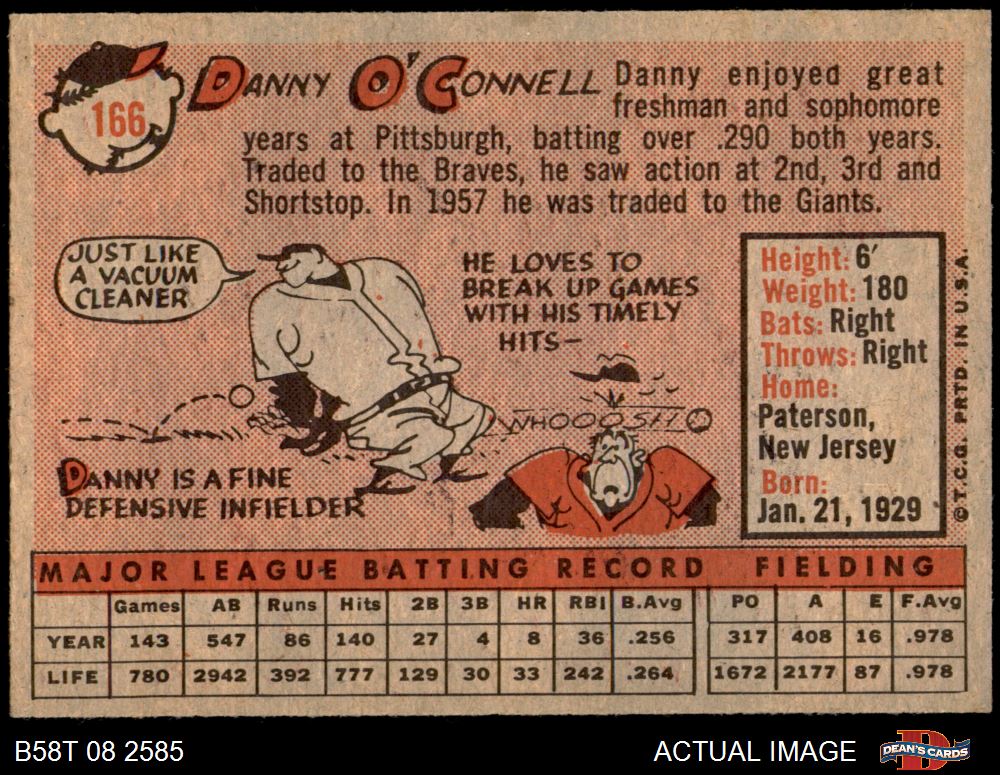 166
DANNY O'CONNELL
Danny enjoyed great
freshman and sophomore
years at Pittsburgh, batting over .290 both years.
Traded to the Braves, he saw action at 2nd, 3rd and
Shortstop. In 1957 he was traded to the Giants.
JUST LIKE
A VACUUM
CLEANER
HE LOVES TO
BREAK UP GAMES
WITH HIS TIMELY
HITS—
WHOOOSH
DANNY IS A FINE
DEFENSIVE INFIELDER
Height: 6'
Weight: 180
Bats: Right
Throws: Right
Home:
Paterson,
New Jersey
Born:
Jan. 21, 1929
© T.C.G. PRTD. IN U.S.A.
MAJOR LEAGUE BATTING RECORD FIELDING
Games AB Runs Hits 2B 3B HR RBI B.Avg PO A E F.Avg
YEAR 143 547 86 140 27 4 8 36 .256 317 408 16 .978
LIFE 780 2942 392 777 129 30 33 242 .264 1672 2177 87 .978
B58T 08 2585 ACTUAL IMAGE DEAN'S CARDS